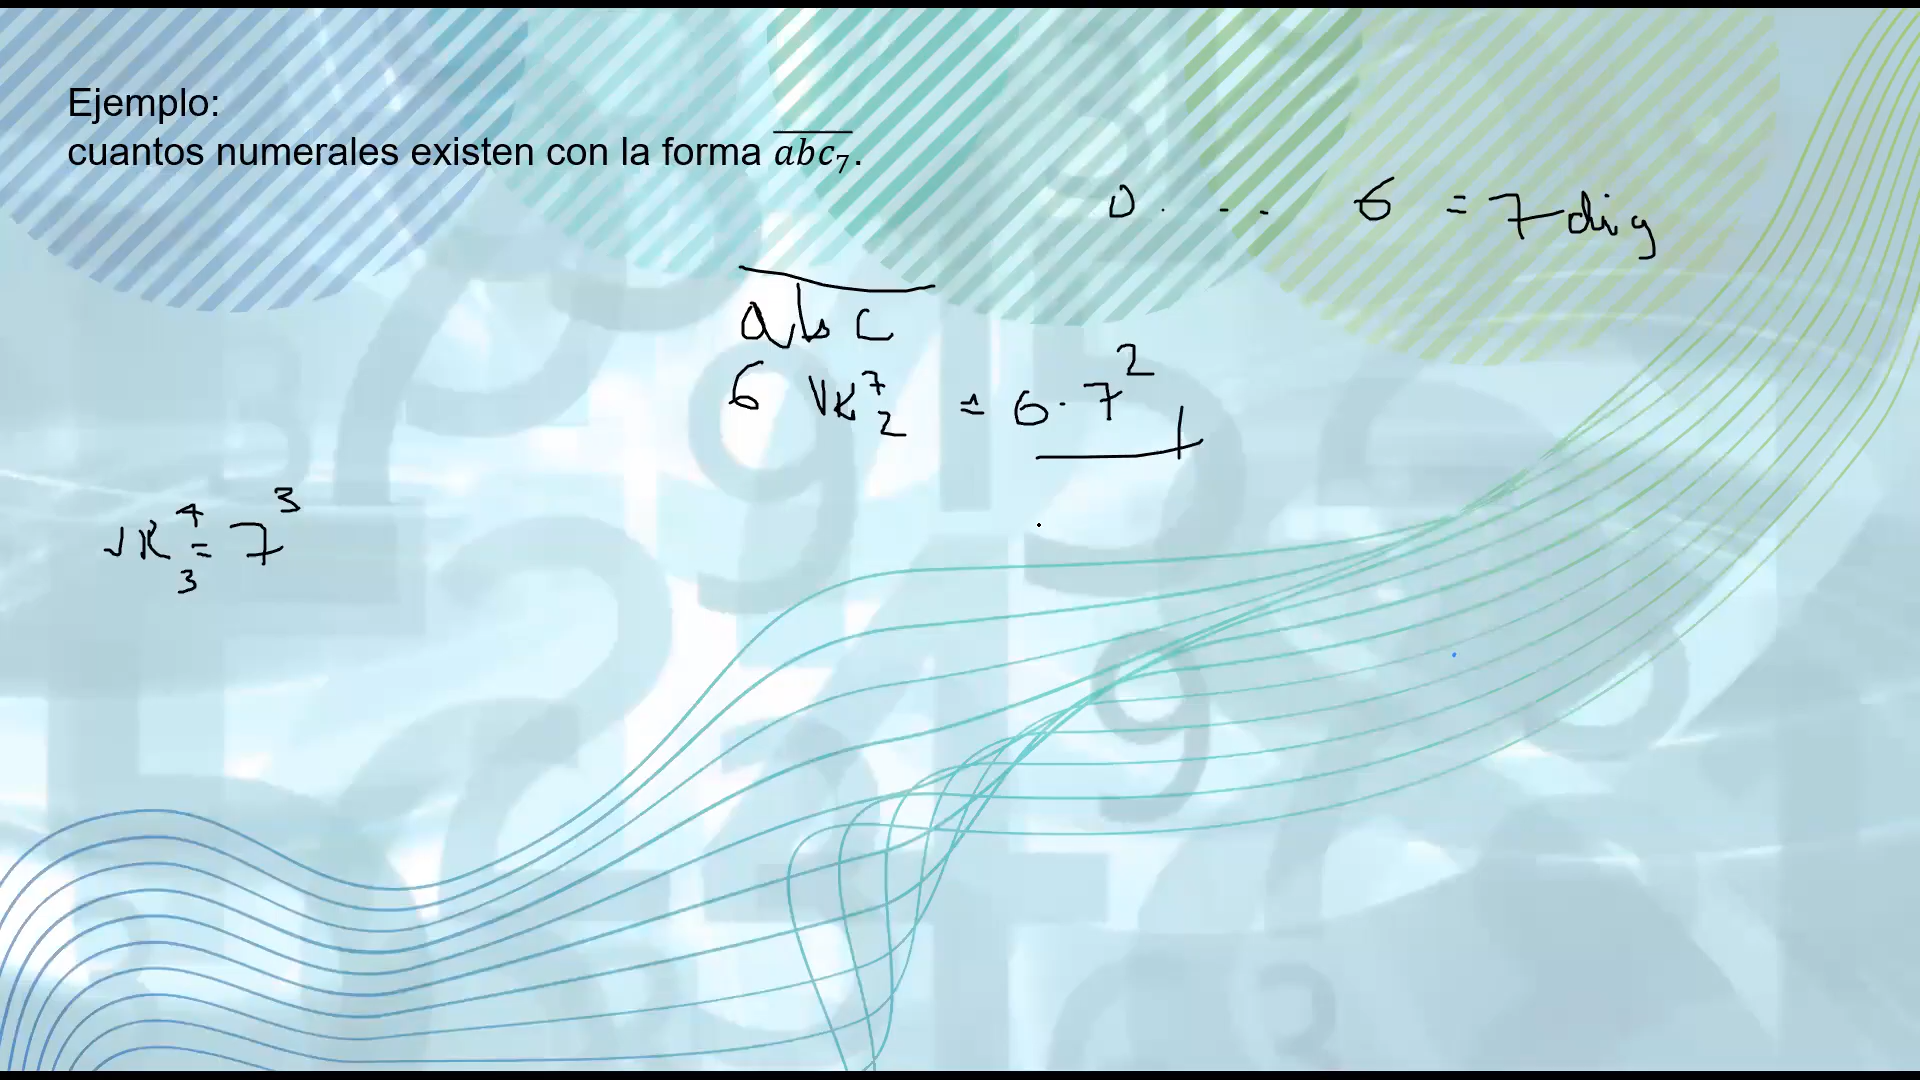 Ejemplo:
cuantos numerales existen con la forma abc₇.
0 . - - 6 = 7 dig
abc
6 VR⁷₂ = 6·7²
VR⁴₃ = 7³